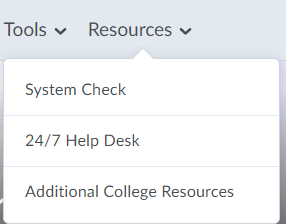 Tools Resources
System Check
24/7 Help Desk
Additional College Resources